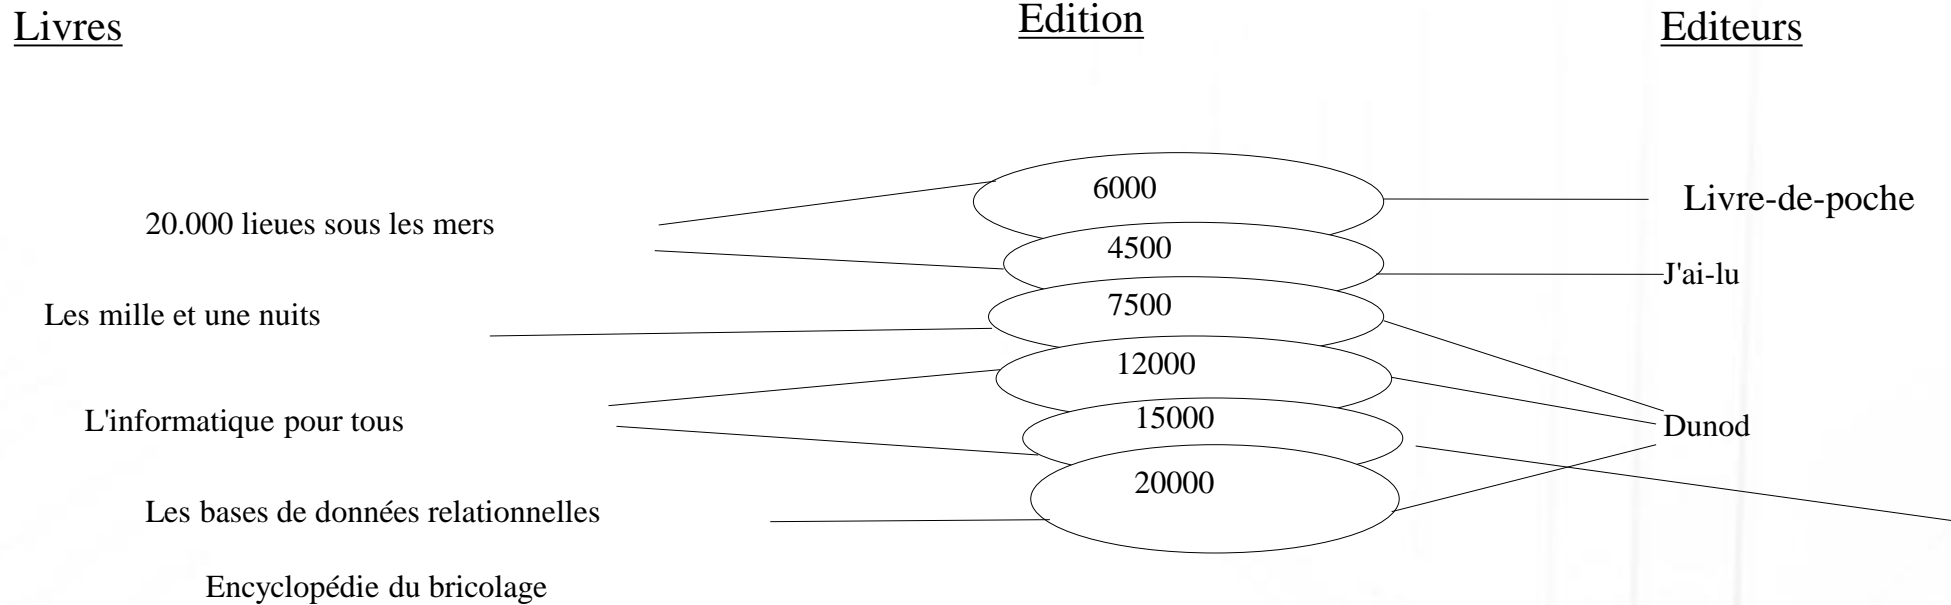 Livres
Edition
Editeurs
20.000 lieues sous les mers
6000
Livre-de-poche
4500
J'ai-lu
Les mille et une nuits
7500
12000
L'informatique pour tous
15000
Dunod
20000
Les bases de données relationnelles
Encyclopédie du bricolage